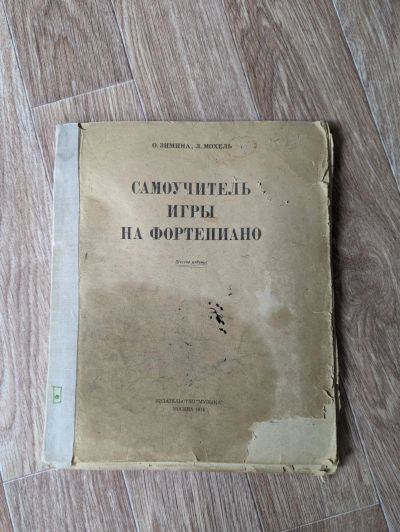 О. ЗИМИНА, Л. МОХЕЛЬ
САМОУЧИТЕЛЬ
ИГРЫ
НА ФОРТЕПИАНО
ИЗДАТЕЛЬСТВО "МУЗЫКА"
МОСКВА